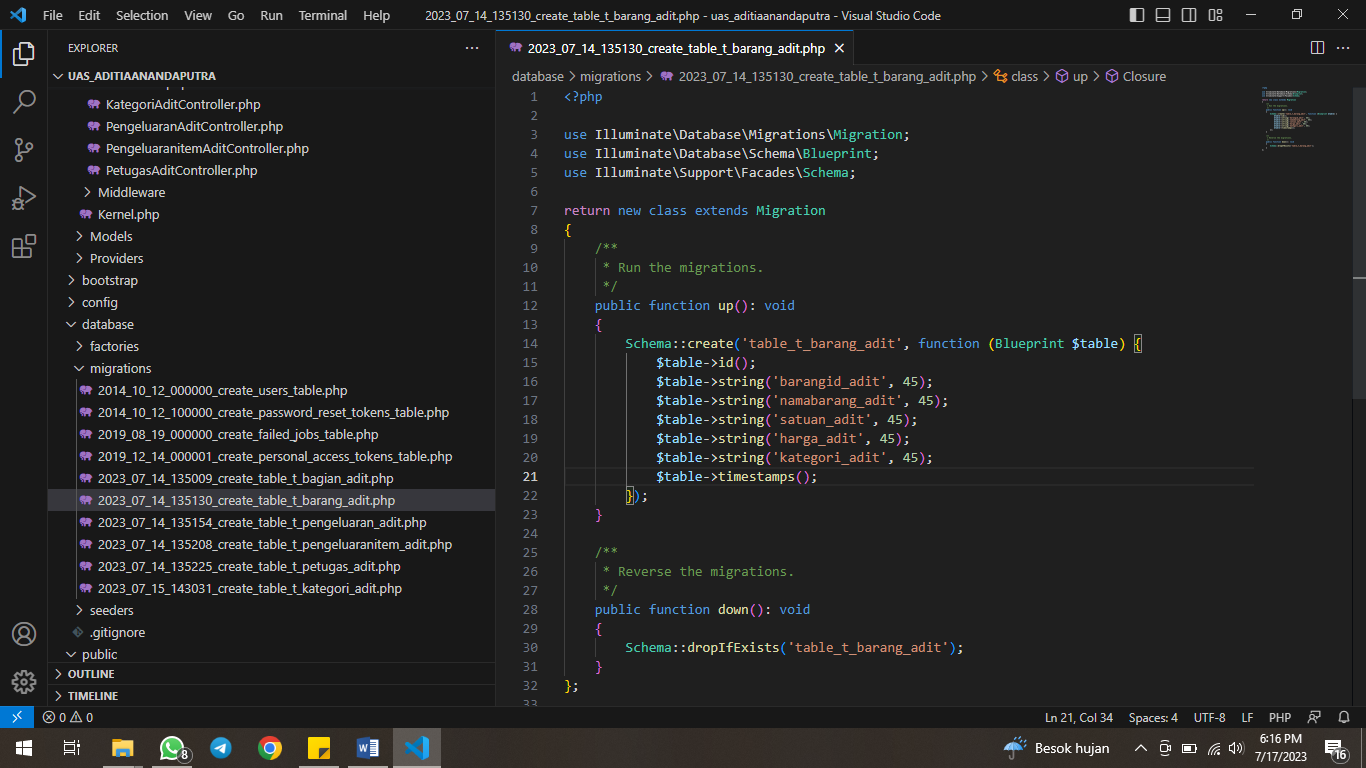 File Edit Selection View Go Run Terminal Help 2023_07_14_135130_create_table_t_barang_adit.php - uas_aditiaanandaputra - Visual Studio Code
EXPLORER
UAS_ADITIAANANDAPUTRA
KategoriAditController.php
PengeluaranAditController.php
PengeluaranitemAditController.php
PetugasAditController.php
Middleware
Kernel.php
Models
Providers
bootstrap
config
database
factories
migrations
2014_10_12_000000_create_users_table.php
2014_10_12_100000_create_password_reset_tokens_table.php
2019_08_19_000000_create_failed_jobs_table.php
2019_12_14_000001_create_personal_access_tokens_table.php
2023_07_14_135009_create_table_t_bagian_adit.php
2023_07_14_135130_create_table_t_barang_adit.php
2023_07_14_135154_create_table_t_pengeluaran_adit.php
2023_07_14_135208_create_table_t_pengeluaranitem_adit.php
2023_07_14_135225_create_table_t_petugas_adit.php
2023_07_15_143031_create_table_t_kategori_adit.php
seeders
.gitignore
public
OUTLINE
TIMELINE
2023_07_14_135130_create_table_t_barang_adit.php
database > migrations > 2023_07_14_135130_create_table_t_barang_adit.php > class > up > Closure
1 <?php
2
3 use Illuminate\Database\Migrations\Migration;
4 use Illuminate\Database\Schema\Blueprint;
5 use Illuminate\Support\Facades\Schema;
6
7 return new class extends Migration
8 {
9 /**
10 * Run the migrations.
11 */
12 public function up(): void
13 {
14 Schema::create('table_t_barang_adit', function (Blueprint $table) {
15 $table->id();
16 $table->string('barangid_adit', 45);
17 $table->string('namabarang_adit', 45);
18 $table->string('satuan_adit', 45);
19 $table->string('harga_adit', 45);
20 $table->string('kategori_adit', 45);
21 $table->timestamps();
22 });
23 }
24
25 /**
26 * Reverse the migrations.
27 */
28 public function down(): void
29 {
30 Schema::dropIfExists('table_t_barang_adit');
31 }
32 };
33
0 0 Ln 21, Col 34 Spaces: 4 UTF-8 LF PHP
8 Besok hujan 6:16 PM
7/17/2023 16